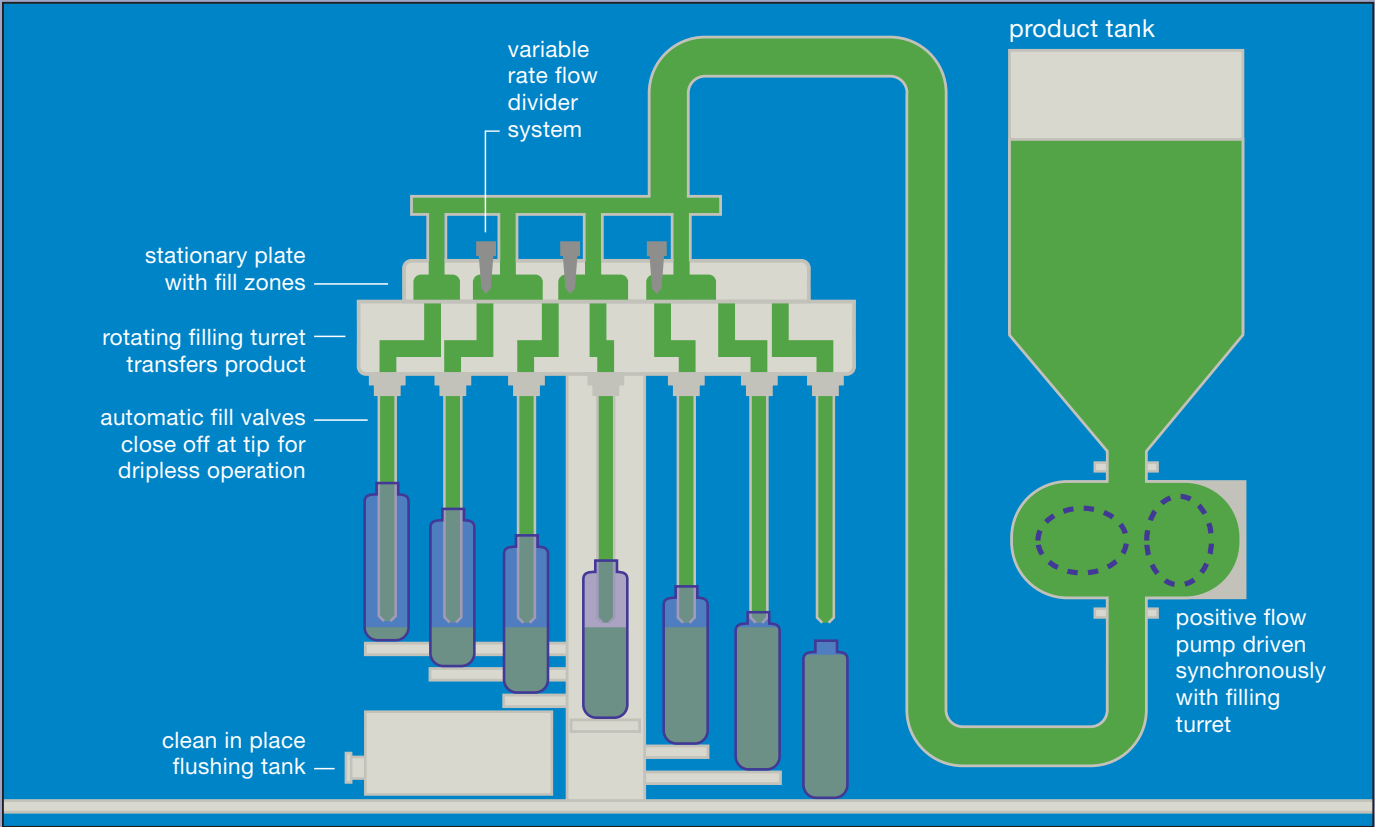 product tank
variable
rate flow
divider
system
stationary plate
with fill zones
rotating filling turret
transfers product
automatic fill valves
close off at tip for
dripless operation
positive flow
pump driven
synchronously
with filling
turret
clean in place
flushing tank